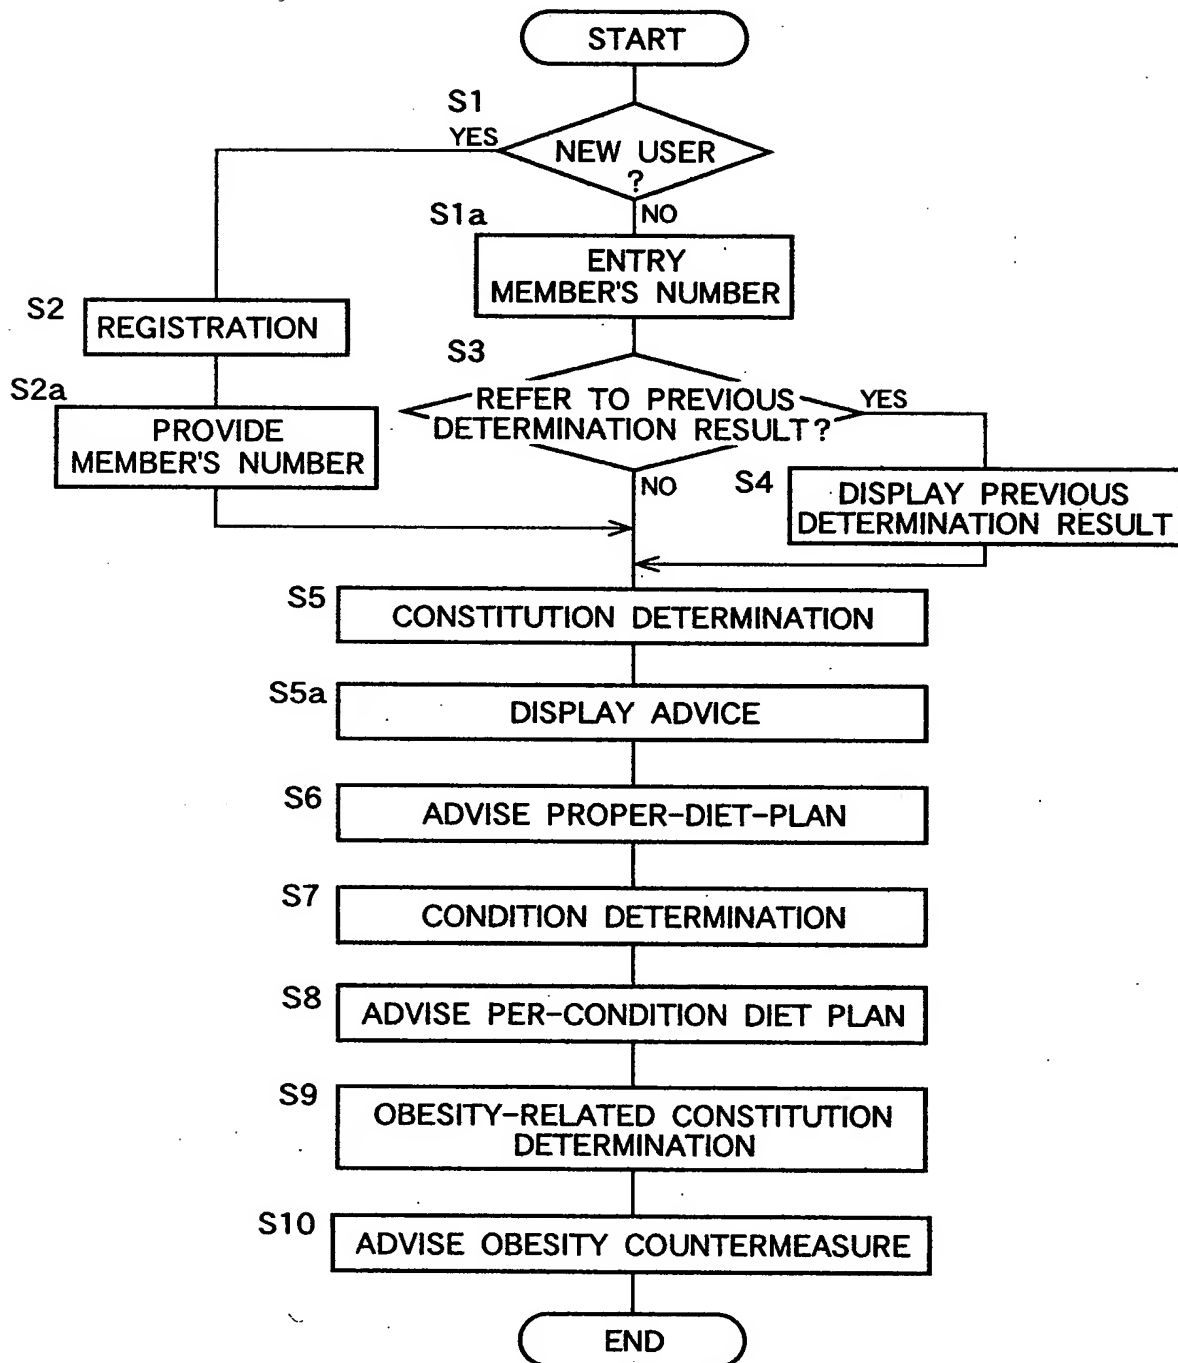 START
S1
YES
NEW USER
?
NO
S1a
ENTRY
MEMBER'S NUMBER
S2
REGISTRATION
S2a
PROVIDE
MEMBER'S NUMBER
S3
REFER TO PREVIOUS
DETERMINATION RESULT?
YES
NO
S4
DISPLAY PREVIOUS
DETERMINATION RESULT
S5
CONSTITUTION DETERMINATION
S5a
DISPLAY ADVICE
S6
ADVISE PROPER-DIET-PLAN
S7
CONDITION DETERMINATION
S8
ADVISE PER-CONDITION DIET PLAN
S9
OBESITY-RELATED CONSTITUTION
DETERMINATION
S10
ADVISE OBESITY COUNTERMEASURE
END